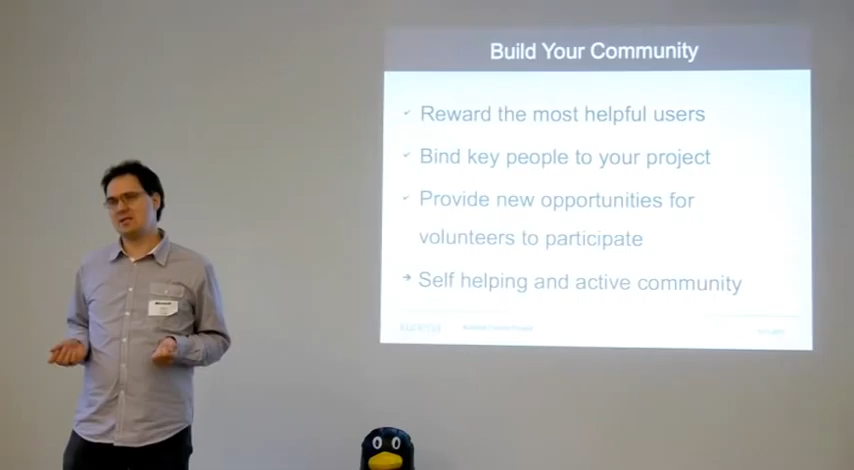 Build Your Community
Reward the most helpful users
Bind key people to your project
Provide new opportunities for
volunteers to participate
Self helping and active community